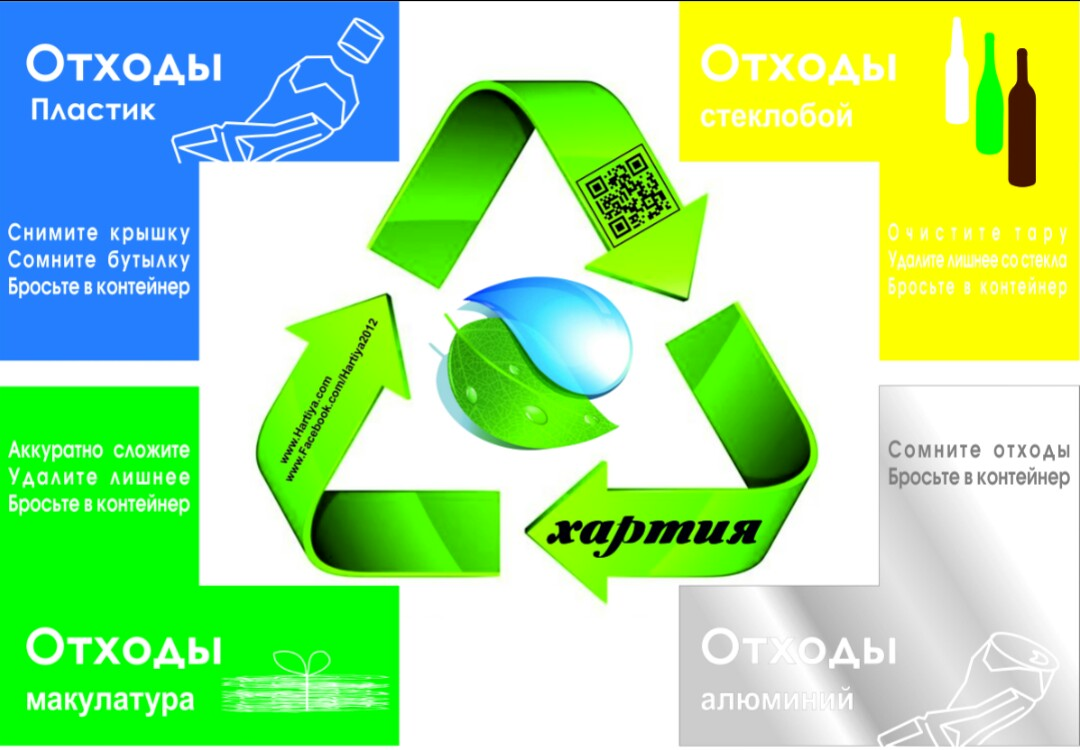 Отходы
Пластик
Снимите крышку
Сомните бутылку
Бросьте в контейнер
Отходы
стеклобой
Очистите тару
Удалите лишнее со стекла
Бросьте в контейнер
www.Hartiya.com
www.Facebook.com/Hartiya2012
хартия
Аккуратно сложите
Удалите лишнее
Бросьте в контейнер
Отходы
макулатура
Сомните отходы
Бросьте в контейнер
Отходы
алюминий